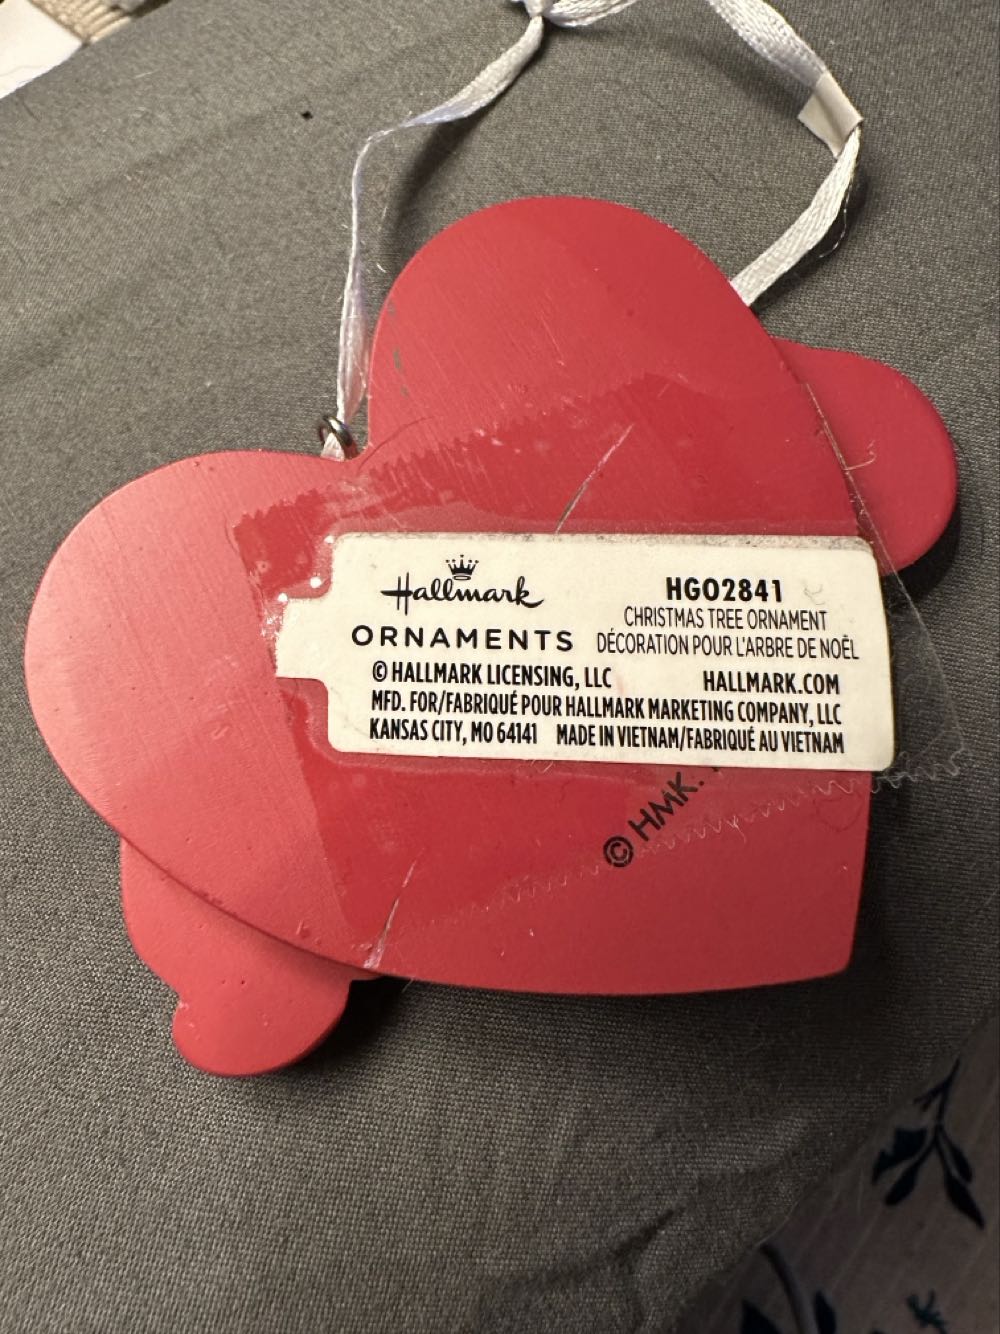 Hallmark
ORNAMENTS
HGO2841
CHRISTMAS TREE ORNAMENT
DÉCORATION POUR L'ARBRE DE NOËL
© HALLMARK LICENSING, LLC HALLMARK.COM
MFD. FOR/FABRIQUÉ POUR HALLMARK MARKETING COMPANY, LLC
KANSAS CITY, MO 64141 MADE IN VIETNAM/FABRIQUÉ AU VIETNAM
© HMK.